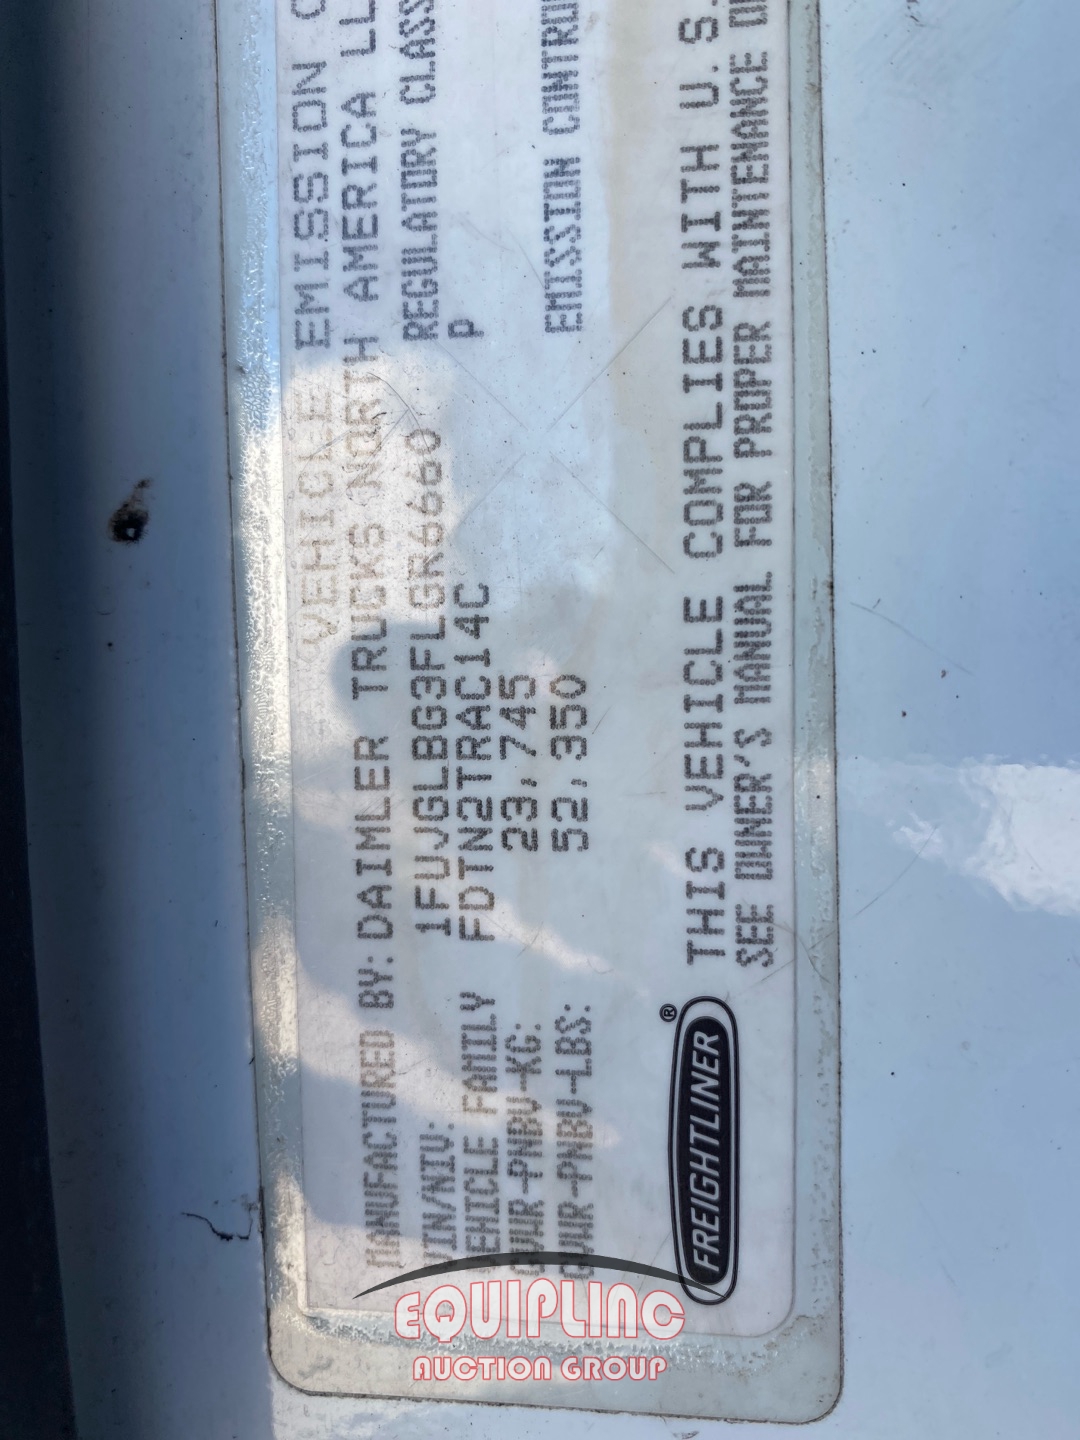 VEHICLE EMISSION C
MANUFACTURED BY: DAIMLER TRUCKS NORTH AMERICA LL
VIN/NIV: 1FUJGLBG3FLGR6660 REGULATORY CLASS
VEHICLE FAMILY FDTN2TRAC14C P
GVWR-PNBV-KG: 23,745
GVWR-PNBV-LBS: 52,350 EMISSION CONTROL
THIS VEHICLE COMPLIES WITH U.S.
SEE OWNER'S MANUAL FOR PROPER MAINTENANCE
FREIGHTLINER®
EQUIPLINC
AUCTION GROUP